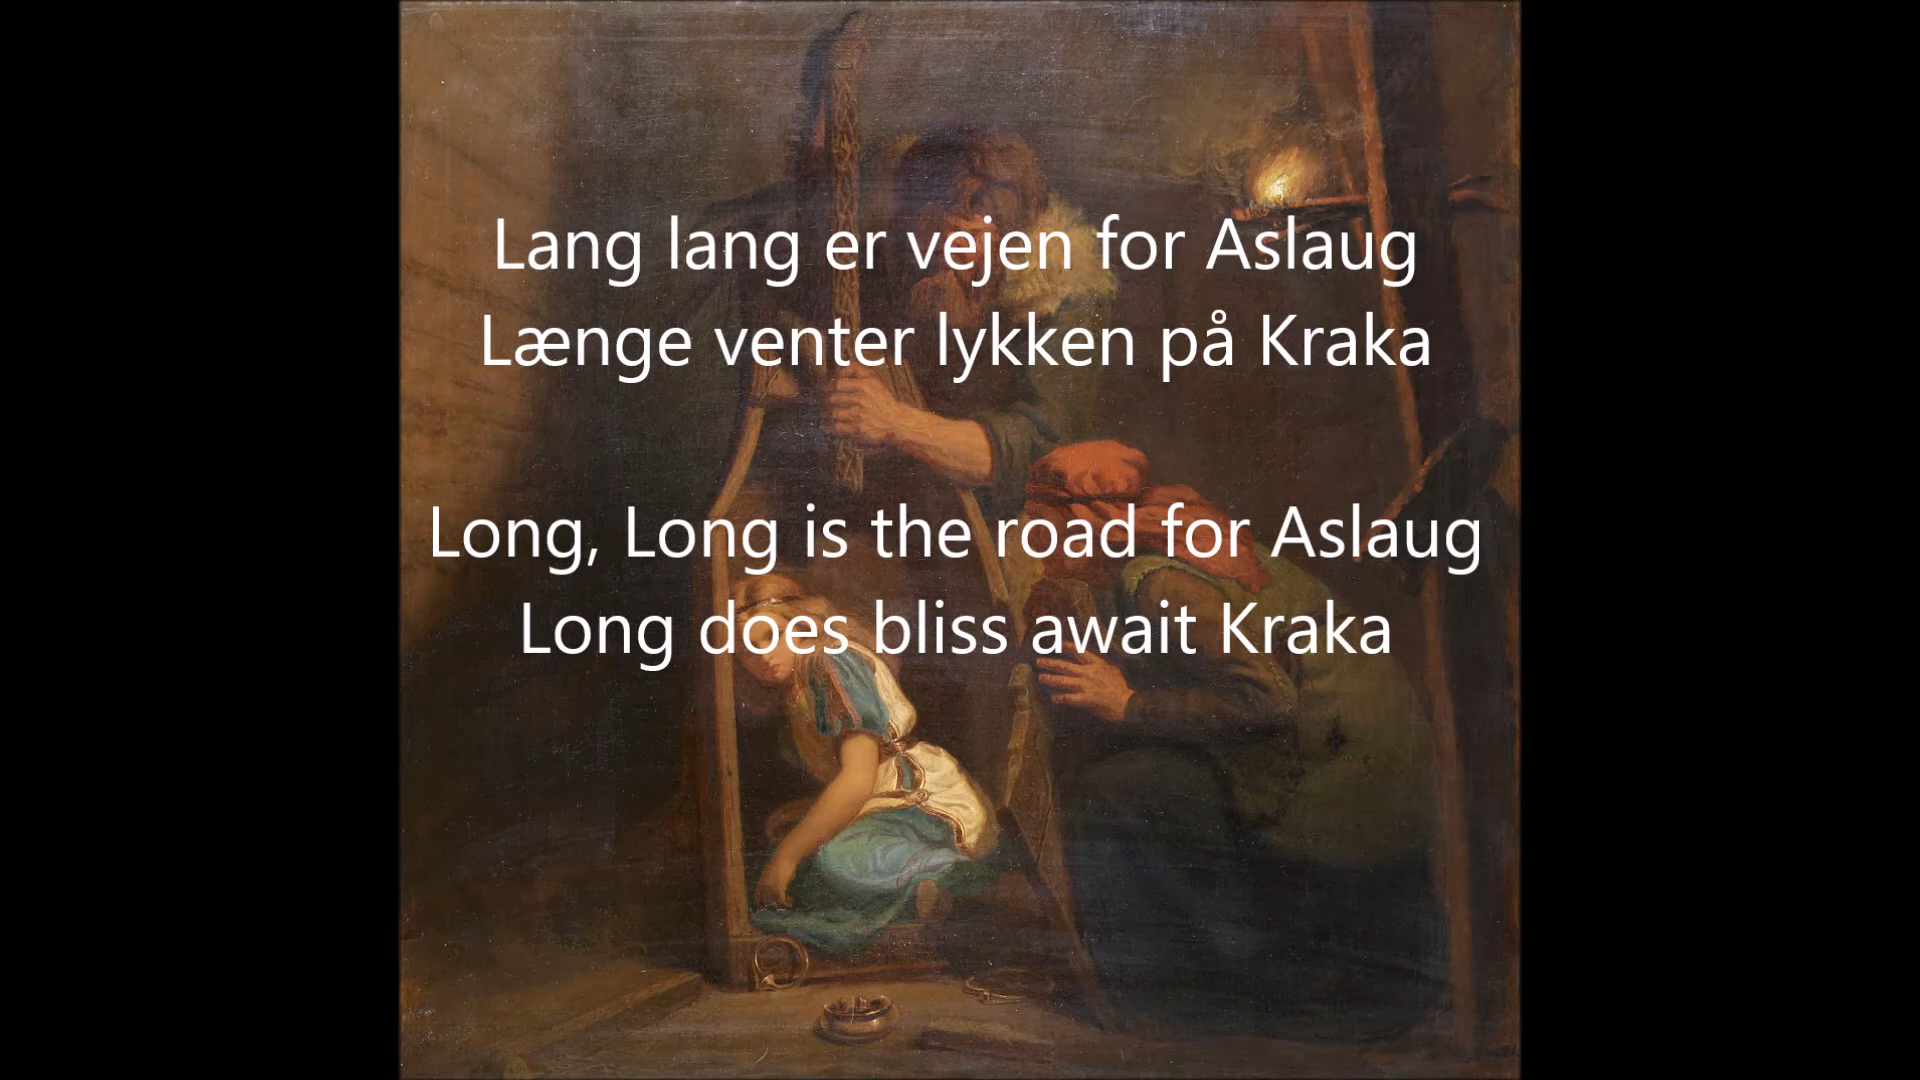 Lang lang er vejen for Aslaug
Længe venter lykken på Kraka
Long, Long is the road for Aslaug
Long does bliss await Kraka